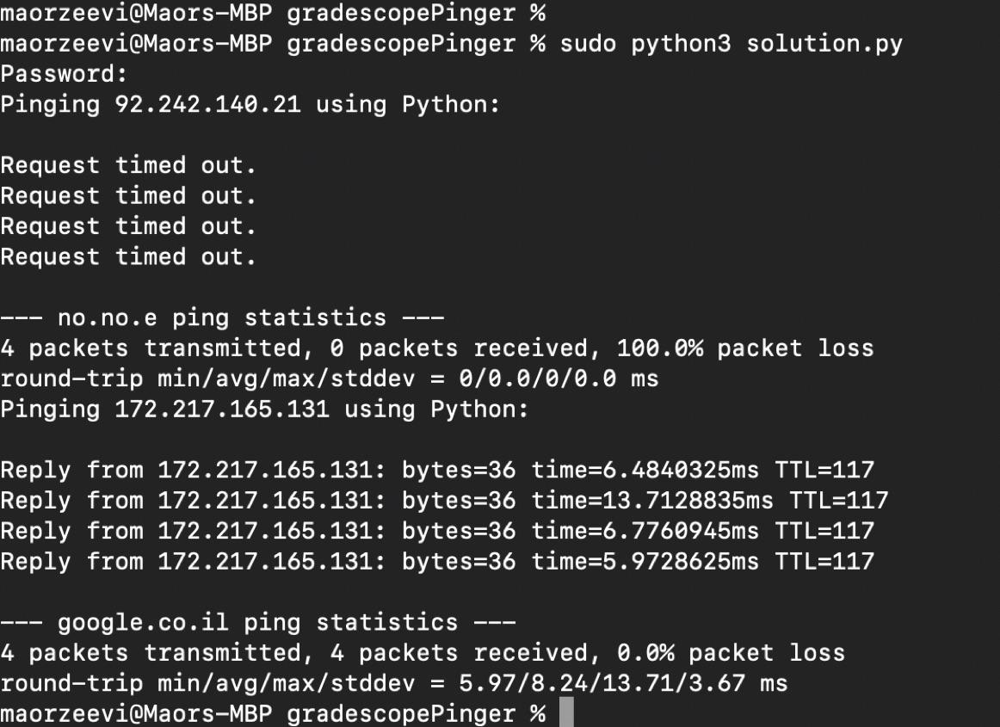 maorzeevi@Maors-MBP gradescopePinger %
maorzeevi@Maors-MBP gradescopePinger % sudo python3 solution.py
Password:
Pinging 92.242.140.21 using Python:
Request timed out.
Request timed out.
Request timed out.
Request timed out.
--- no.no.e ping statistics ---
4 packets transmitted, 0 packets received, 100.0% packet loss
round-trip min/avg/max/stddev = 0/0.0/0/0.0 ms
Pinging 172.217.165.131 using Python:
Reply from 172.217.165.131: bytes=36 time=6.4840325ms TTL=117
Reply from 172.217.165.131: bytes=36 time=13.7128835ms TTL=117
Reply from 172.217.165.131: bytes=36 time=6.7760945ms TTL=117
Reply from 172.217.165.131: bytes=36 time=5.9728625ms TTL=117
--- google.co.il ping statistics ---
4 packets transmitted, 4 packets received, 0.0% packet loss
round-trip min/avg/max/stddev = 5.97/8.24/13.71/3.67 ms
maorzeevi@Maors-MBP gradescopePinger %